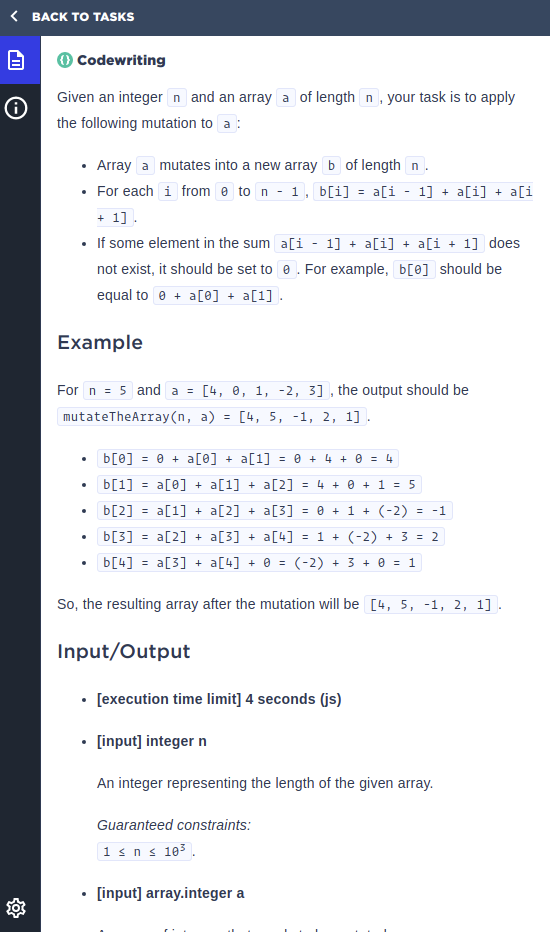 BACK TO TASKS
Codewriting
Given an integer n and an array a of length n, your task is to apply
the following mutation to a:
• Array a mutates into a new array b of length n.
• For each i from 0 to n - 1, b[i] = a[i - 1] + a[i] + a[i
+ 1].
• If some element in the sum a[i - 1] + a[i] + a[i + 1] does
not exist, it should be set to 0. For example, b[0] should be
equal to 0 + a[0] + a[1].
Example
For n = 5 and a = [4, 0, 1, -2, 3], the output should be
mutateTheArray(n, a) = [4, 5, -1, 2, 1].
• b[0] = 0 + a[0] + a[1] = 0 + 4 + 0 = 4
• b[1] = a[0] + a[1] + a[2] = 4 + 0 + 1 = 5
• b[2] = a[1] + a[2] + a[3] = 0 + 1 + (-2) = -1
• b[3] = a[2] + a[3] + a[4] = 1 + (-2) + 3 = 2
• b[4] = a[3] + a[4] + 0 = (-2) + 3 + 0 = 1
So, the resulting array after the mutation will be [4, 5, -1, 2, 1].
Input/Output
• [execution time limit] 4 seconds (js)
• [input] integer n
An integer representing the length of the given array.
Guaranteed constraints:
1 ≤ n ≤ 10³.
• [input] array.integer a